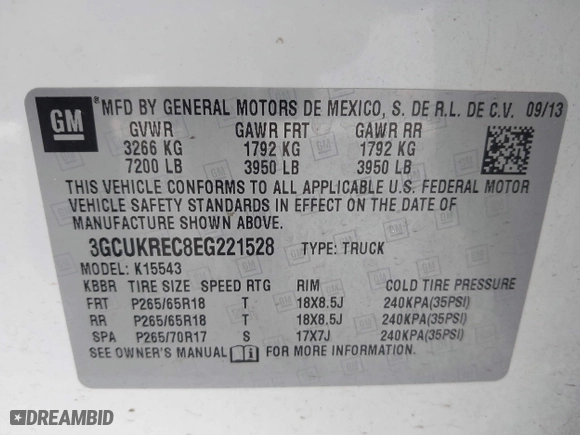 GM
® MFD BY GENERAL MOTORS DE MEXICO, S. DE R.L. DE C.V. 09/13
GVWR GAWR FRT GAWR RR
3266 KG 1792 KG 1792 KG
7200 LB 3950 LB 3950 LB
THIS VEHICLE CONFORMS TO ALL APPLICABLE U.S. FEDERAL MOTOR
VEHICLE SAFETY STANDARDS IN EFFECT ON THE DATE OF
MANUFACTURE SHOWN ABOVE.
3GCUKREC8EG221528 TYPE: TRUCK
MODEL: K15543
KBBR TIRE SIZE SPEED RTG RIM COLD TIRE PRESSURE
FRT P265/65R18 T 18X8.5J 240KPA(35PSI)
RR P265/65R18 T 18X8.5J 240KPA(35PSI)
SPA P265/70R17 S 17X7J 240KPA(35PSI)
SEE OWNER'S MANUAL FOR MORE INFORMATION.
DREAMBID